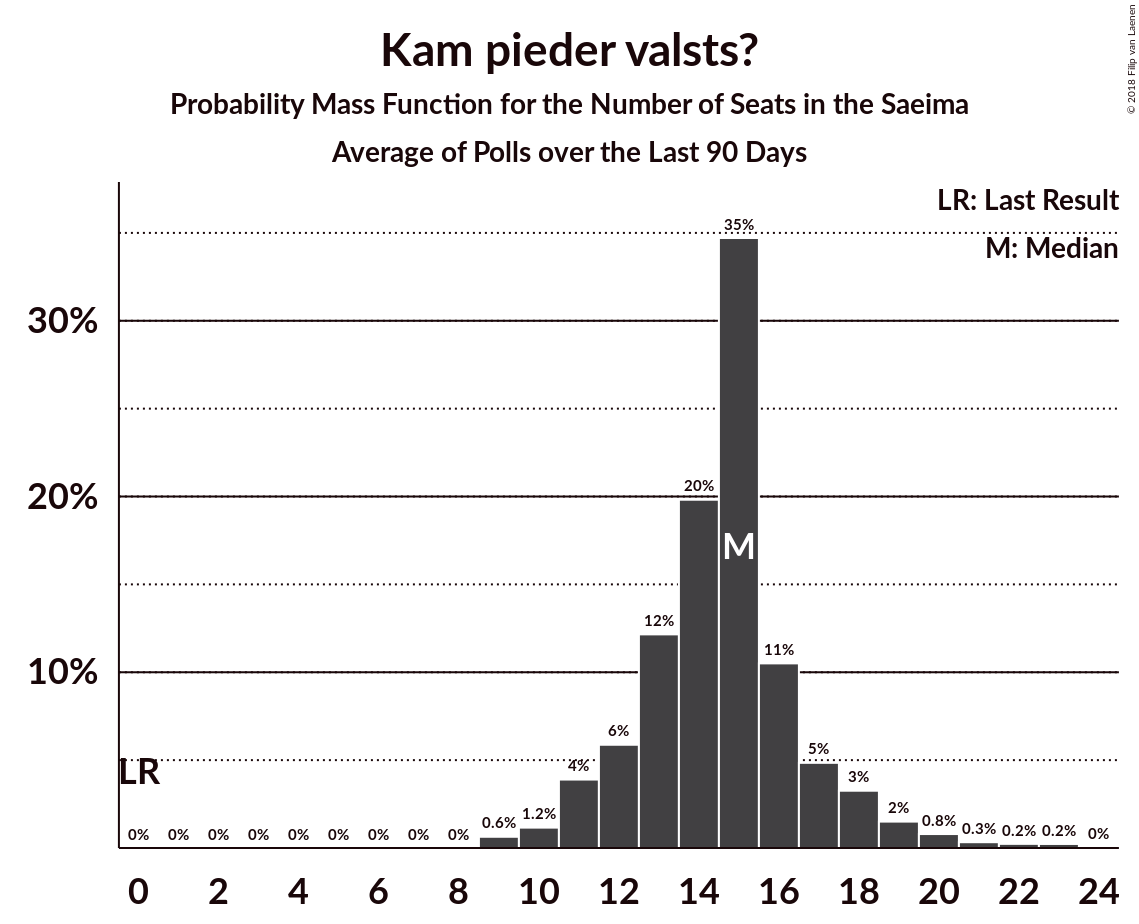 Kam pieder valsts?
Probability Mass Function for the Number of Seats in the Saeima
Average of Polls over the Last 90 Days
© 2018 Filip van Laenen
LR: Last Result
M: Median
30%
20%
10%
LR
M
0% 0% 0% 0% 0% 0% 0% 0% 0% 0.6% 1.2% 4% 6% 12% 20% 35% 11% 5% 3% 2% 0.8% 0.3% 0.2% 0.2% 0%
0 2 4 6 8 10 12 14 16 18 20 22 24